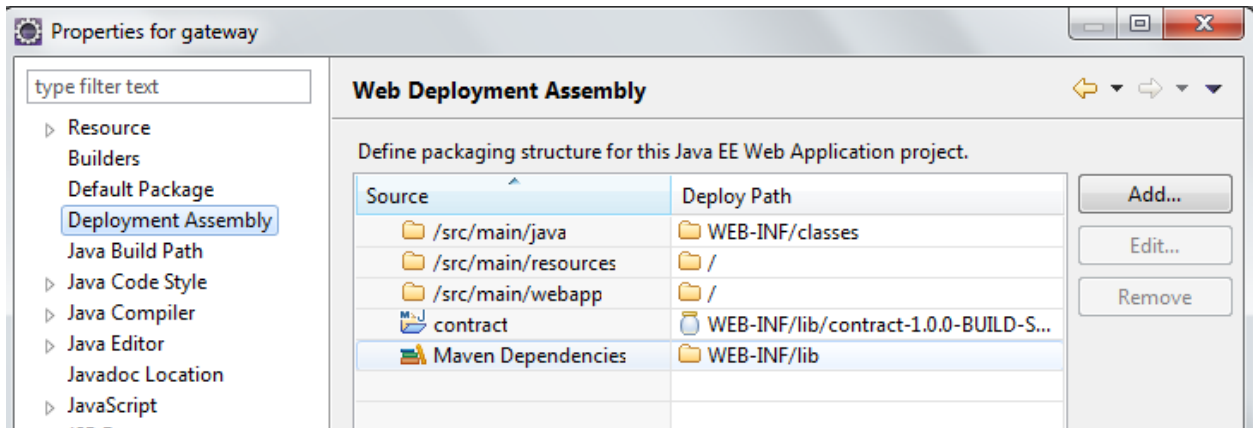 Properties for gateway
type filter text
Resource
Builders
Default Package
Deployment Assembly
Java Build Path
Java Code Style
Java Compiler
Java Editor
Javadoc Location
JavaScript
Web Deployment Assembly
Define packaging structure for this Java EE Web Application project.
Source Deploy Path
/src/main/java WEB-INF/classes
/src/main/resources /
/src/main/webapp /
contract WEB-INF/lib/contract-1.0.0-BUILD-S...
Maven Dependencies WEB-INF/lib
Add...
Edit...
Remove